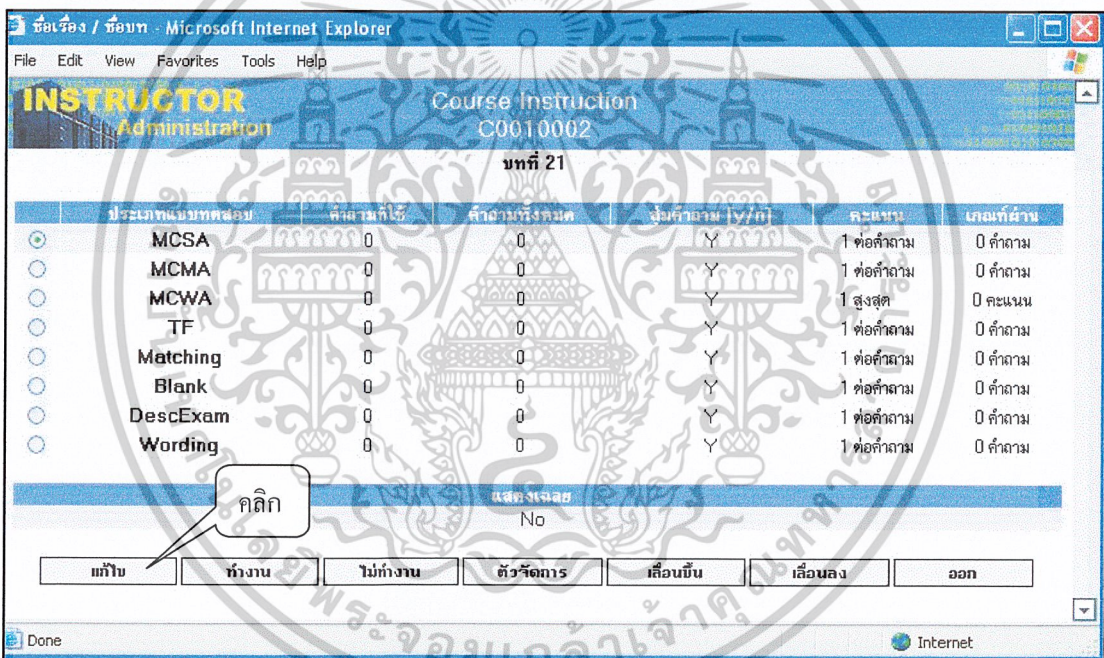 ชื่อเรื่อง / ชื่อบท - Microsoft Internet Explorer
File Edit View Favorites Tools Help
INSTRUCTOR
Administration
Course Instruction
C0010002
บทที่ 21
ประเภทแบบทดสอบ คำถามที่ใช้ คำถามทั้งหมด สุ่มคำถาม [y/n] คะแนน เกณฑ์ผ่าน
MCSA 0 0 Y 1 ต่อคำถาม 0 คำถาม
MCMA 0 0 Y 1 ต่อคำถาม 0 คำถาม
MCWA 0 0 Y 1 สูงสุด 0 คะแนน
TF 0 0 Y 1 ต่อคำถาม 0 คำถาม
Matching 0 0 Y 1 ต่อคำถาม 0 คำถาม
Blank 0 0 Y 1 ต่อคำถาม 0 คำถาม
DescExam 0 0 Y 1 ต่อคำถาม 0 คำถาม
Wording 0 0 Y 1 ต่อคำถาม 0 คำถาม
แสดงเฉลย
No
คลิก
แก้ไข ทำงาน ไม่ทำงาน ตัวจัดการ เลื่อนขึ้น เลื่อนลง ออก
Done Internet